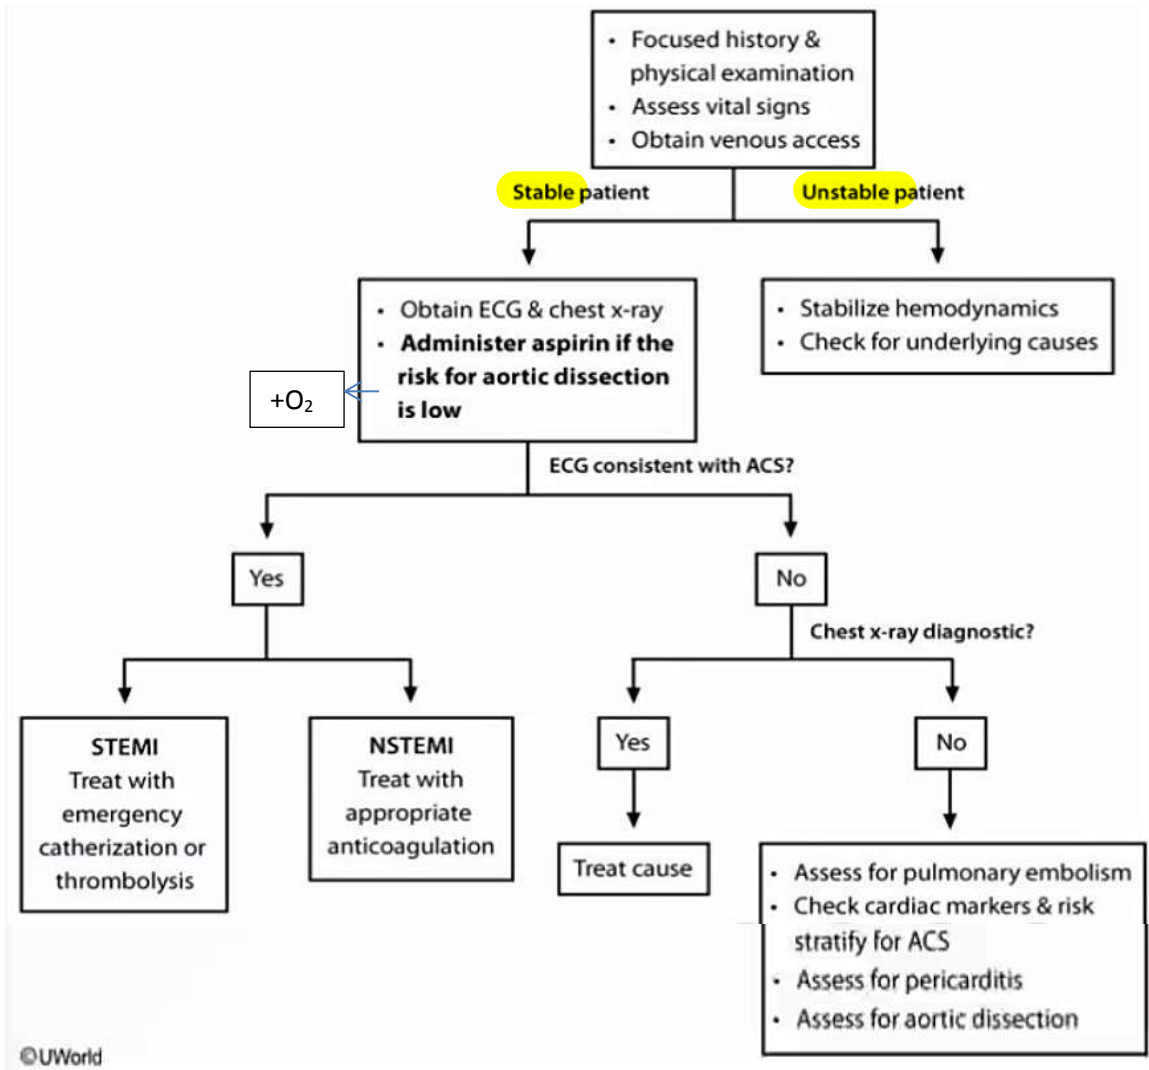 • Focused history &
physical examination
• Assess vital signs
• Obtain venous access
Stable patient
Unstable patient
• Obtain ECG & chest x-ray
• Administer aspirin if the
risk for aortic dissection
is low
• Stabilize hemodynamics
• Check for underlying causes
+O₂
ECG consistent with ACS?
Yes
No
Chest x-ray diagnostic?
STEMI
Treat with
emergency
catherization or
thrombolysis
NSTEMI
Treat with
appropriate
anticoagulation
Yes
No
Treat cause
• Assess for pulmonary embolism
• Check cardiac markers & risk
stratify for ACS
• Assess for pericarditis
• Assess for aortic dissection
©UWorld